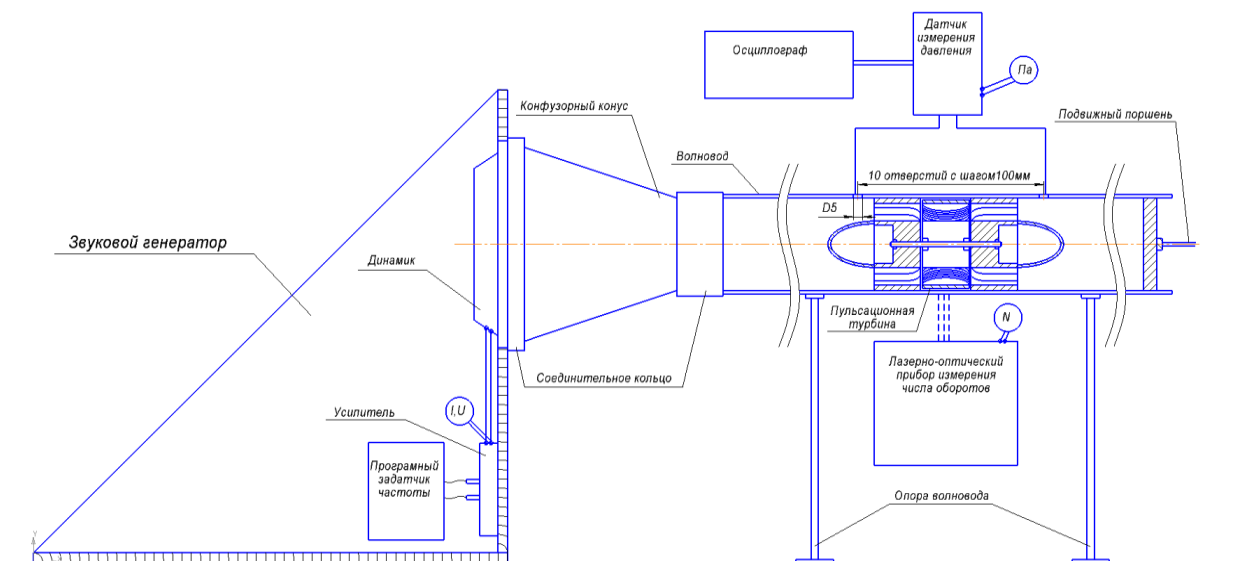 Датчик
измерения
давления
Осциллограф
Па
Конфузорный конус
Подвижный поршень
Волновод
10 отверстий с шагом100мм
D5
Звуковой генератор
Динамик
Пульсационная
турбина
N
Лазерно-оптический
прибор измерения
числа оборотов
Соединительное кольцо
Усилитель
I,U
Програмный
задатчик
частоты
Опора волновода